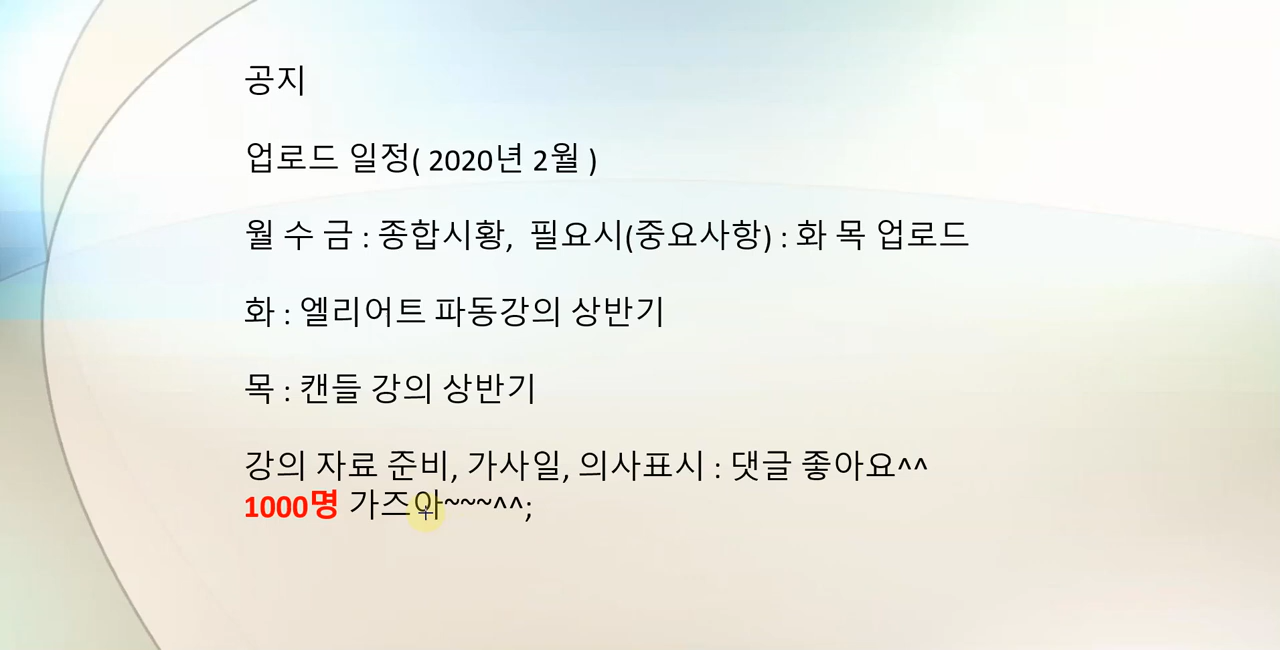 공지
업로드 일정( 2020년 2월 )
월 수 금 : 종합시황,  필요시(중요사항) : 화 목 업로드
화 : 엘리어트 파동강의 상반기
목 : 캔들 강의 상반기
강의 자료 준비, 가사일, 의사표시 : 댓글 좋아요^^
1000명 가즈아~~~^^;